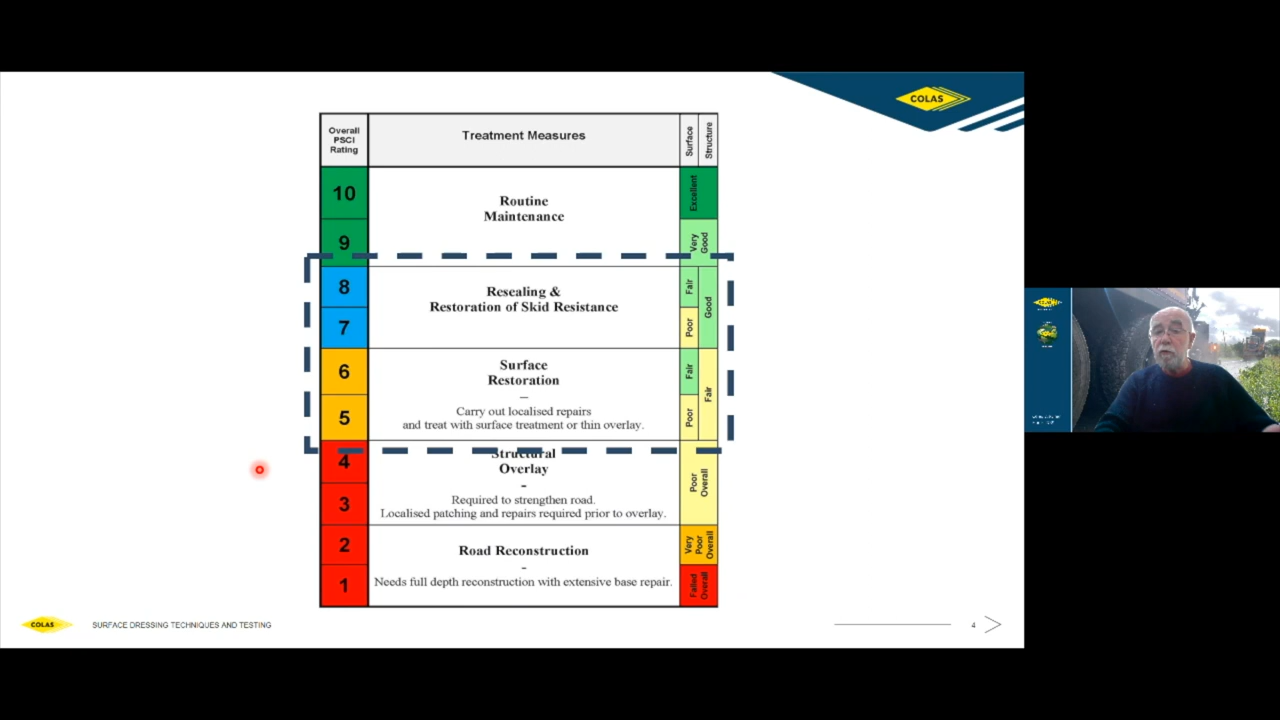 COLAS
Overall
PSCI
Rating
Treatment Measures
Surface
Structure
10
Routine
Maintenance
Excellent
9
Very
Good
8
Resealing &
Restoration of Skid Resistance
Fair
Good
7
Poor
6
Surface
Restoration
–
Fair
Fair
5
Carry out localised repairs
and treat with surface treatment or thin overlay.
Poor
4
Structural
Overlay
-
Poor
Overall
3
Required to strengthen road.
Localised patching and repairs required prior to overlay.
2
Road Reconstruction
-
Very
Poor
Overall
1
Needs full depth reconstruction with extensive base repair.
Failed
Overall
COLAS
SURFACE DRESSING TECHNIQUES AND TESTING
4